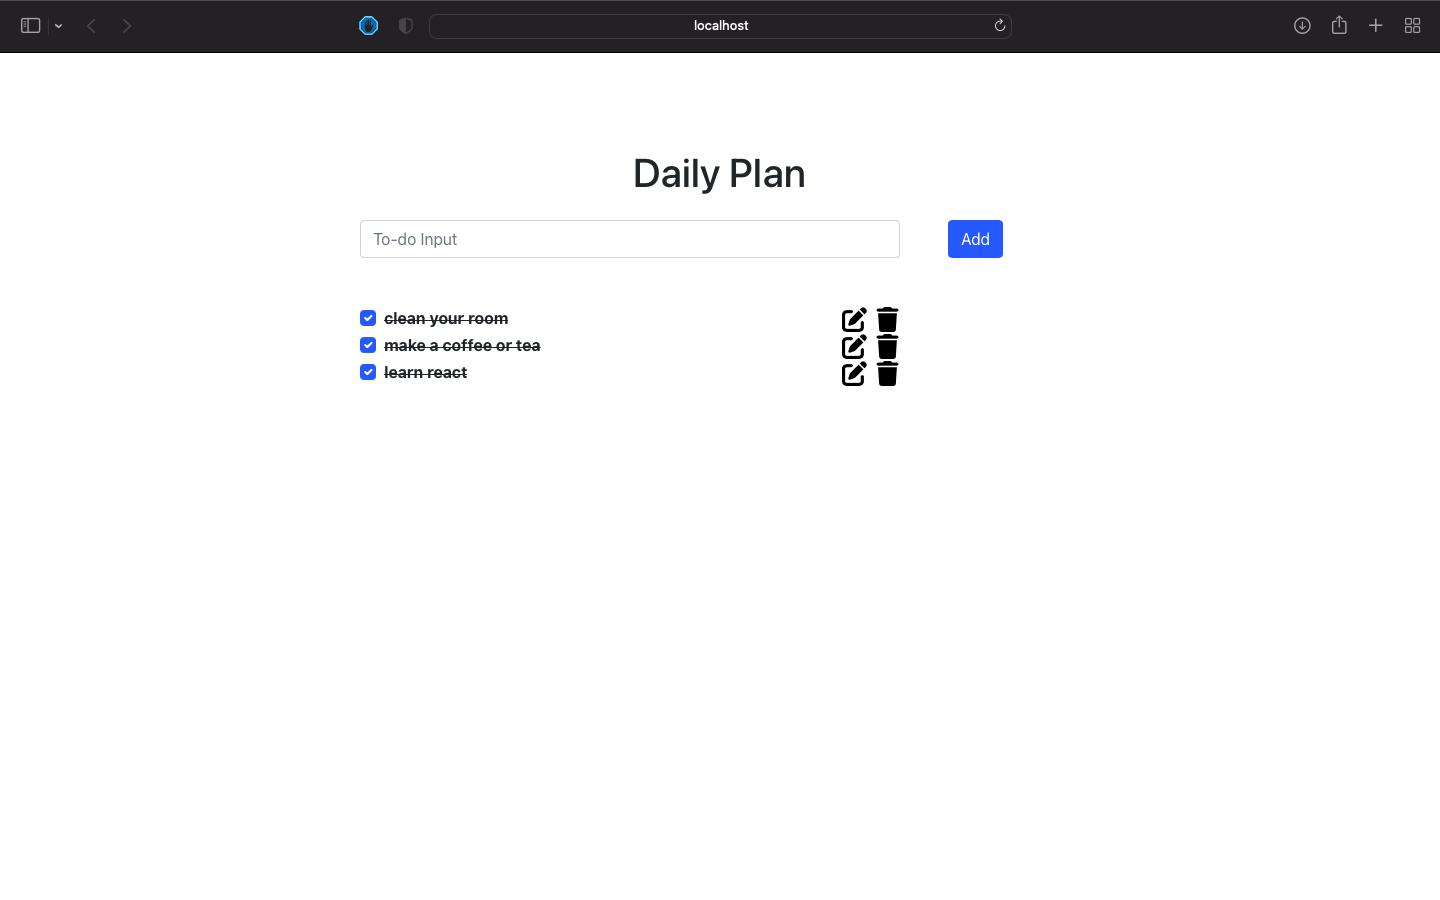 localhost
Daily Plan
To-do Input
Add
clean your room
make a coffee or tea
learn react